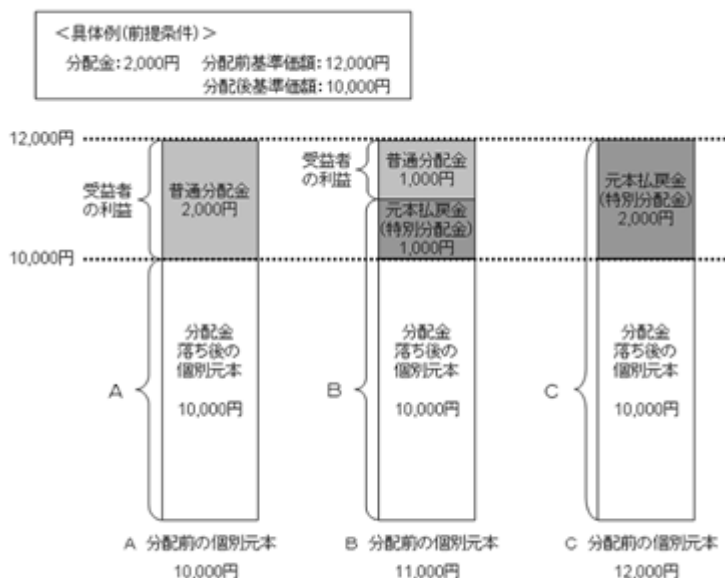 <具体例(前提条件)>
分配金:2,000円 分配前基準価額:12,000円
分配後基準価額:10,000円
12,000円
10,000円
受益者
の利益
普通分配金
2,000円
A
分配金
落ち後の
個別元本
10,000円
A 分配前の個別元本
10,000円
受益者
の利益
普通分配金
1,000円
元本払戻金
(特別分配金)
1,000円
B
分配金
落ち後の
個別元本
10,000円
B 分配前の個別元本
11,000円
元本払戻金
(特別分配金)
2,000円
C
分配金
落ち後の
個別元本
10,000円
C 分配前の個別元本
12,000円